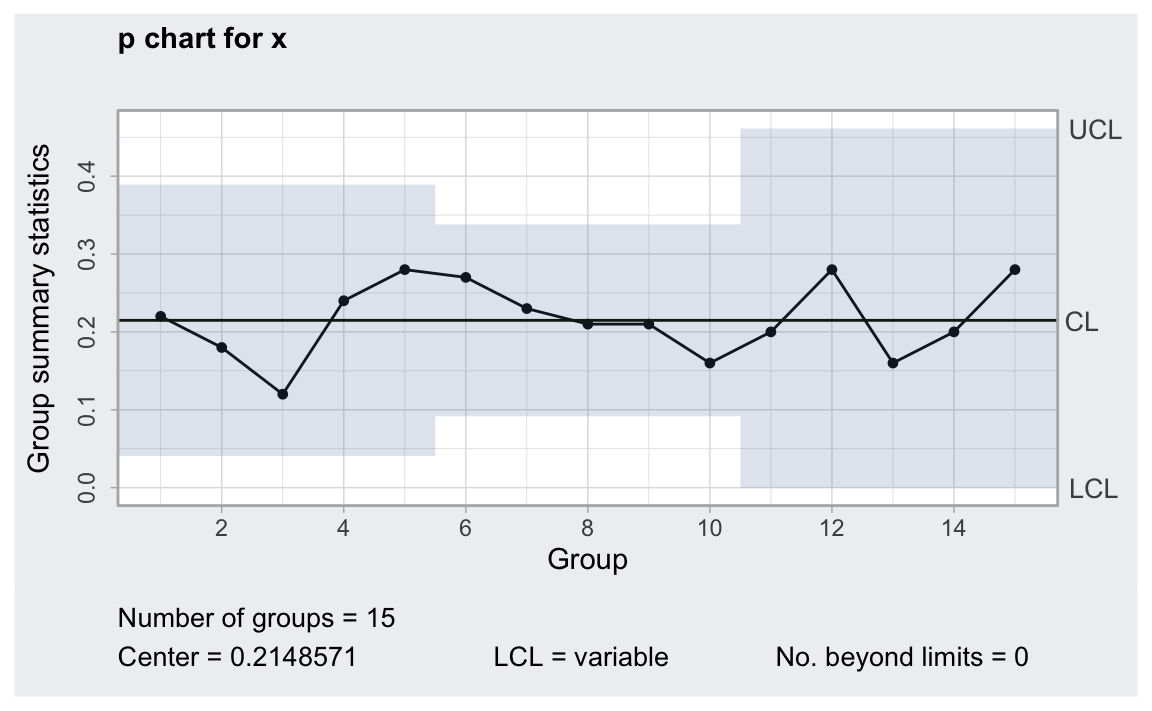 p chart for x
UCL
CL
LCL
Group summary statistics
0.4
0.3
0.2
0.1
0.0
2 4 6 8 10 12 14
Group
Number of groups = 15
Center = 0.2148571 LCL = variable No. beyond limits = 0